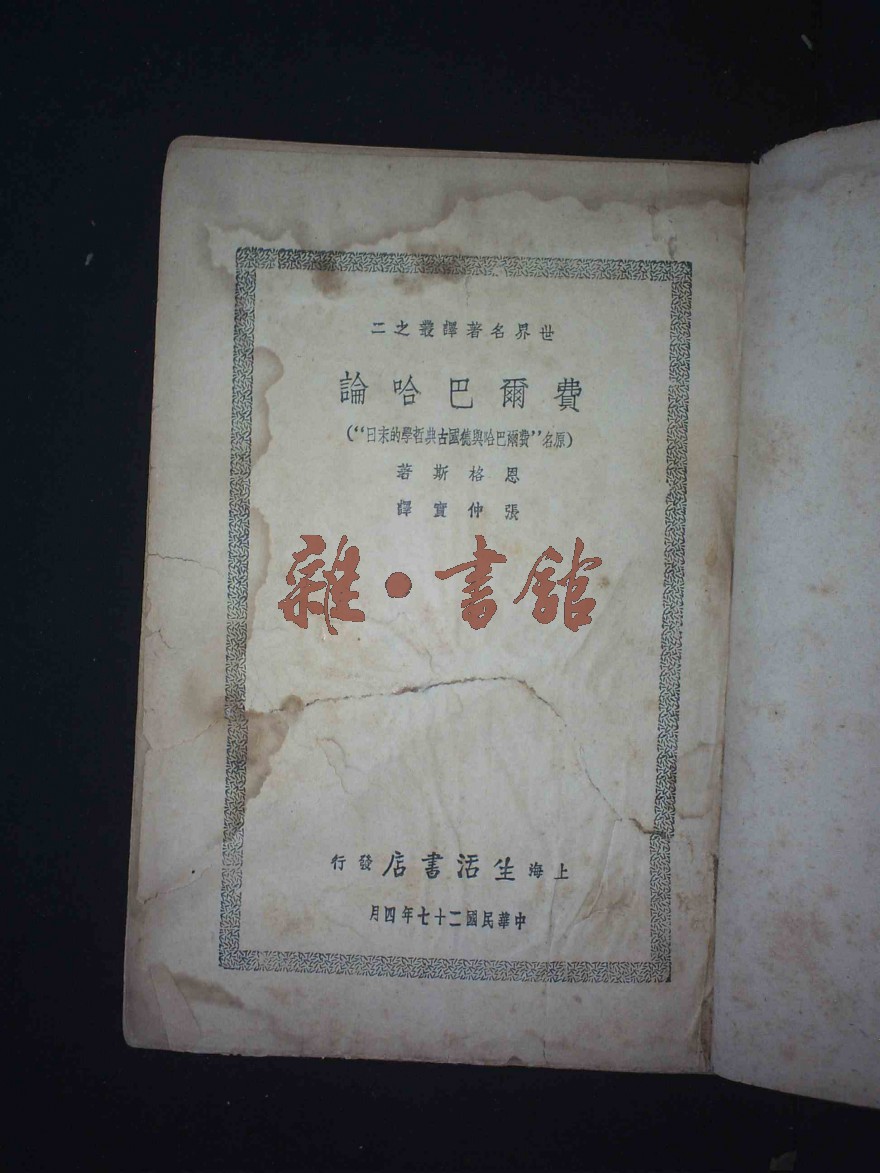 世界名著譯叢之二
費爾巴哈論
(原名"費爾巴哈與德國古典哲學的末日")
恩格斯著
張仲實譯
雜·書館
上海生活書店發行
中華民國二十七年四月